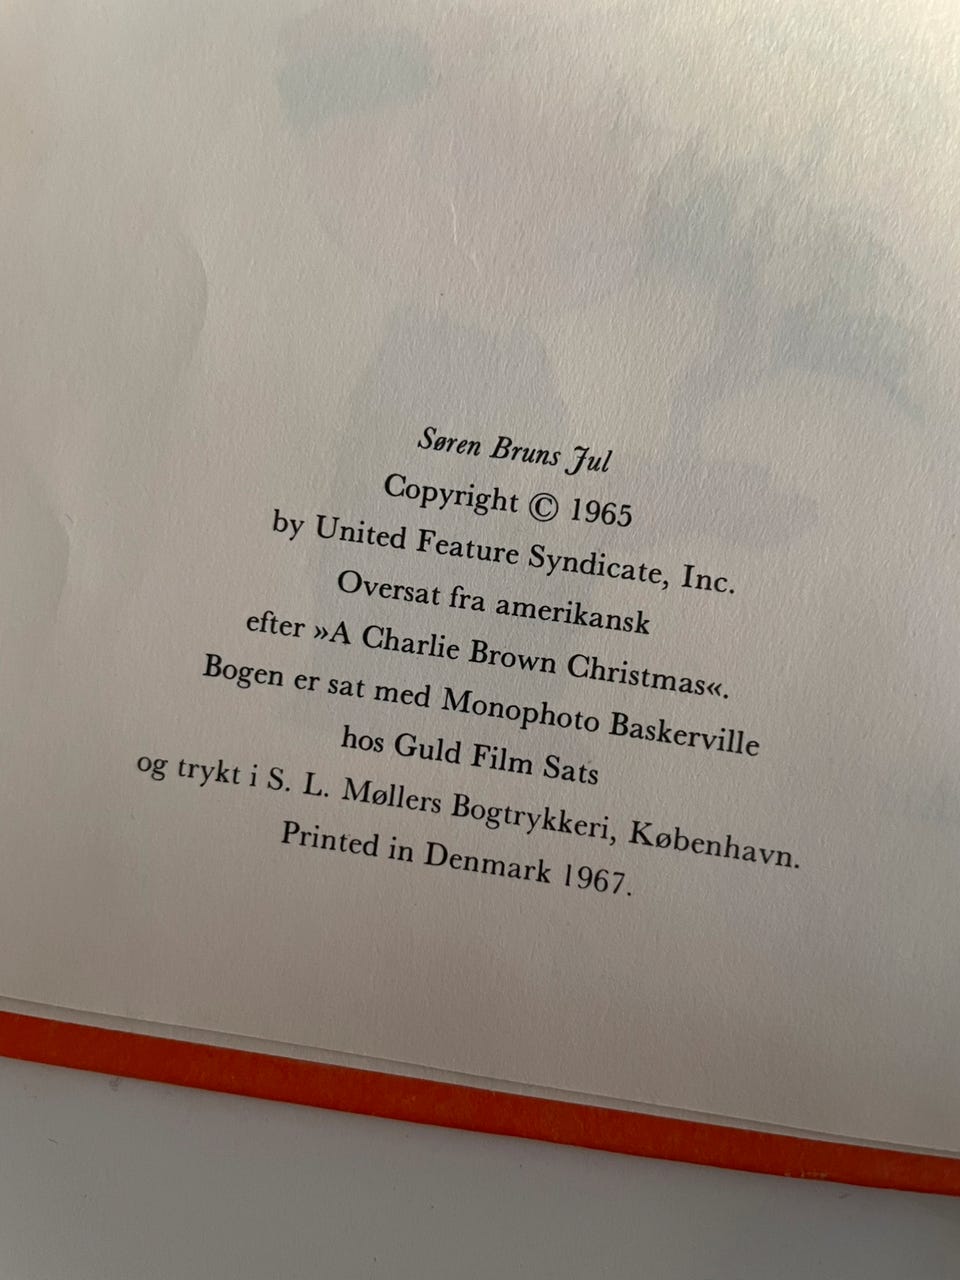 Søren Bruns Jul
Copyright © 1965
by United Feature Syndicate, Inc.
Oversat fra amerikansk
efter »A Charlie Brown Christmas«.
Bogen er sat med Monophoto Baskerville
hos Guld Film Sats
og trykt i S. L. Møllers Bogtrykkeri, København.
Printed in Denmark 1967.